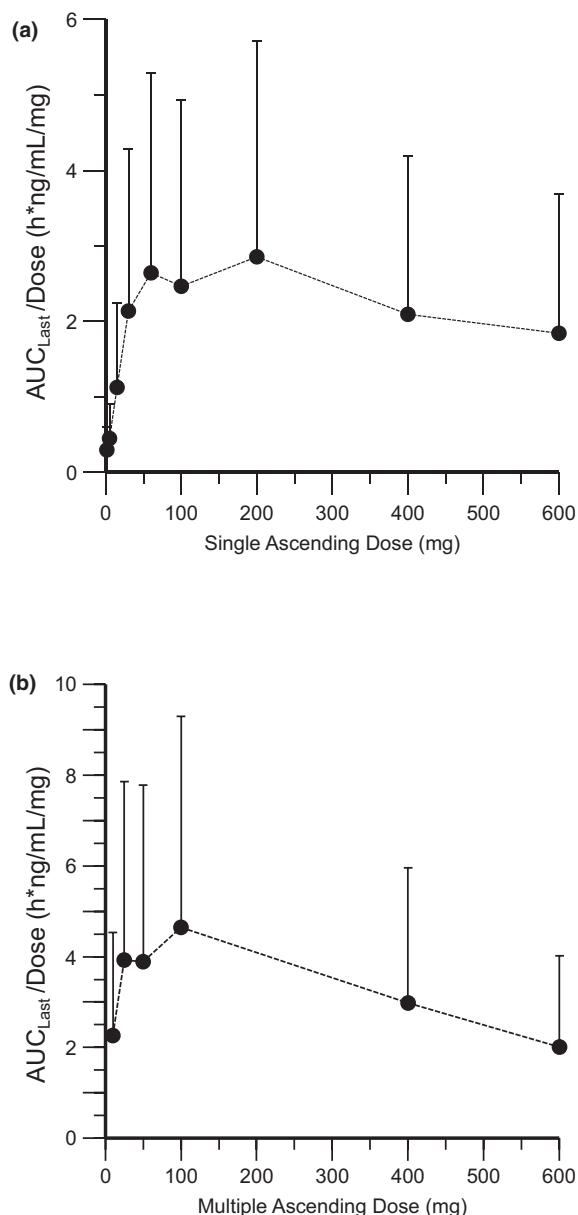 (a)
6
4
2
0
AUCLast /Dose (h*ng/mL/mg)
0 100 200 300 400 500 600
Single Ascending Dose (mg)
(b)
10
8
6
4
2
0
AUCLast /Dose (h*ng/mL/mg)
0 100 200 300 400 500 600
Multiple Ascending Dose (mg)